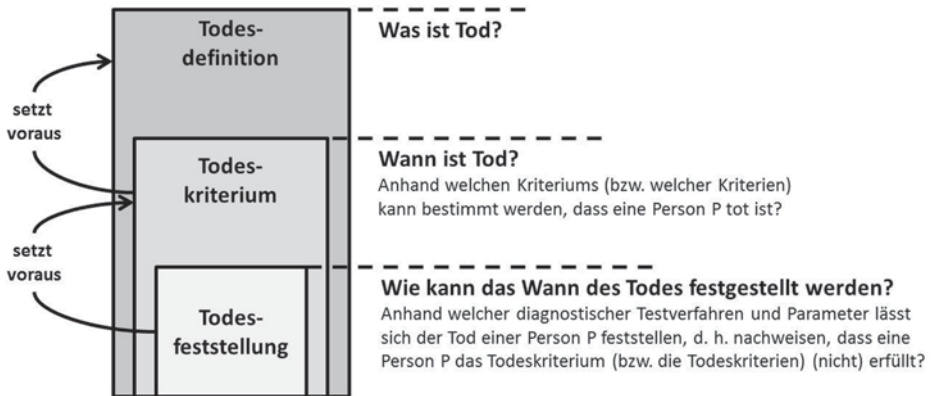 Todes-
definition
Was ist Tod?
setzt
voraus
Todes-
kriterium
Wann ist Tod?
Anhand welchen Kriteriums (bzw. welcher Kriterien)
kann bestimmt werden, dass eine Person P tot ist?
setzt
voraus
Todes-
feststellung
Wie kann das Wann des Todes festgestellt werden?
Anhand welcher diagnostischer Testverfahren und Parameter lässt
sich der Tod einer Person P feststellen, d. h. nachweisen, dass eine
Person P das Todeskriterium (bzw. die Todeskriterien) (nicht) erfüllt?